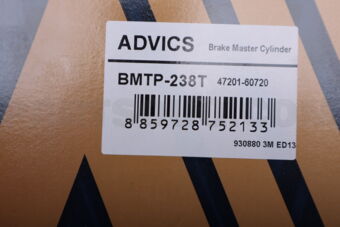 ADVICS Brake Master Cylinder
BMTP-238T 47201-60720
8 859728 752133
930880 3M ED13